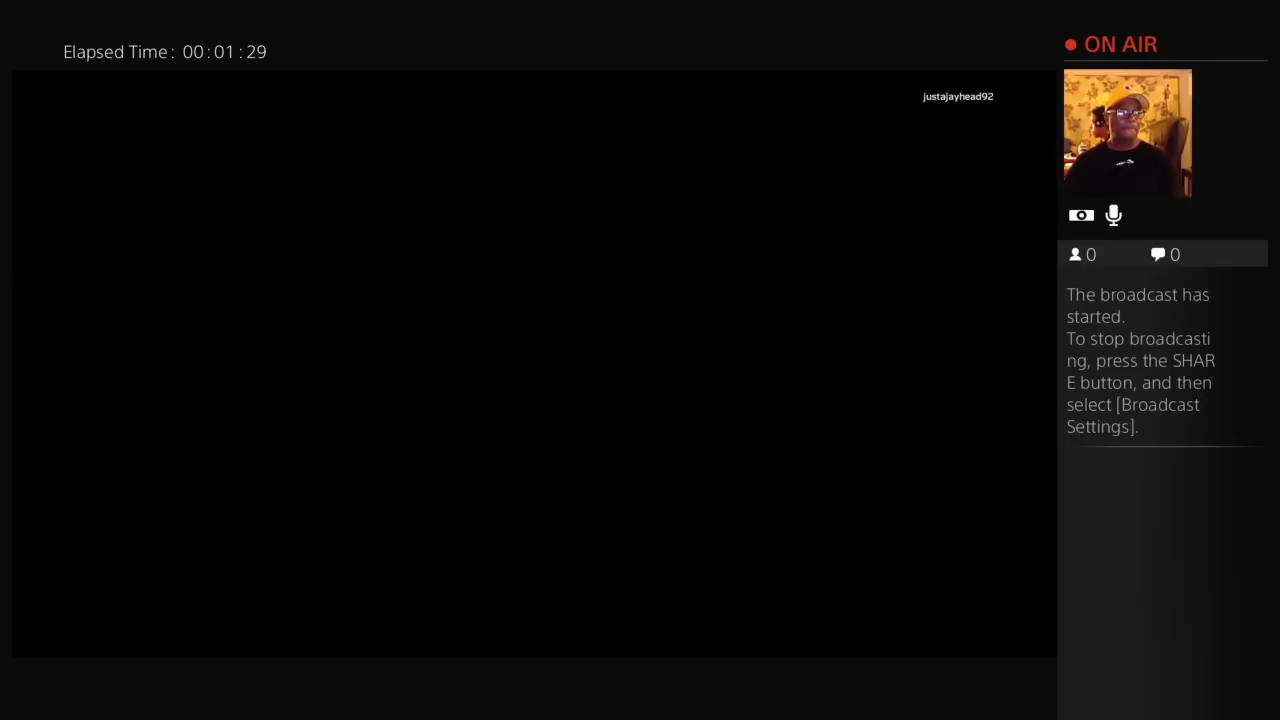 Elapsed Time: 00:01:29
ON AIR
justajayhead92
0 0
The broadcast has
started.
To stop broadcasti
ng, press the SHAR
E button, and then
select [Broadcast
Settings].